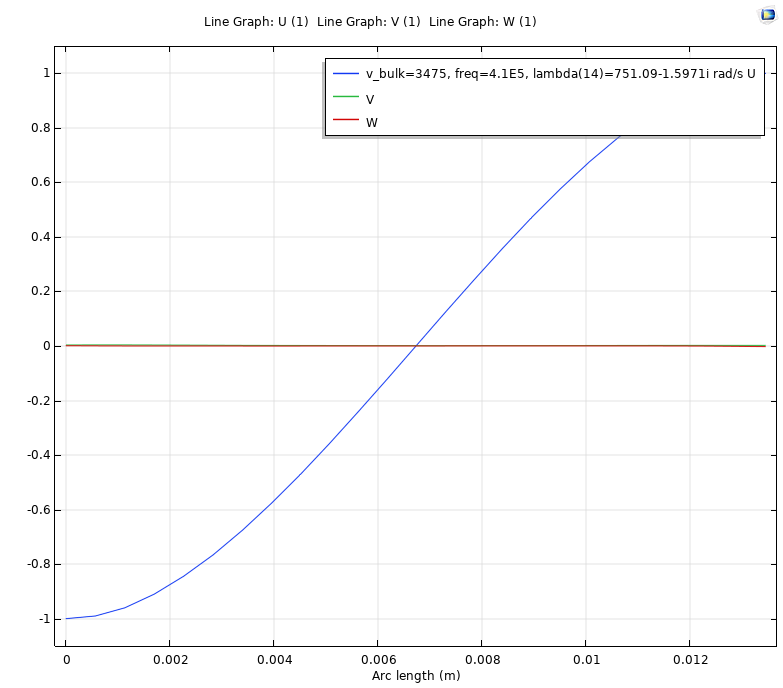 Line Graph: U (1)  Line Graph: V (1)  Line Graph: W (1)
v_bulk=3475, freq=4.1E5, lambda(14)=751.09-1.5971i rad/s U
V
W
1
0.8
0.6
0.4
0.2
0
-0.2
-0.4
-0.6
-0.8
-1
0 0.002 0.004 0.006 0.008 0.01 0.012
Arc length (m)